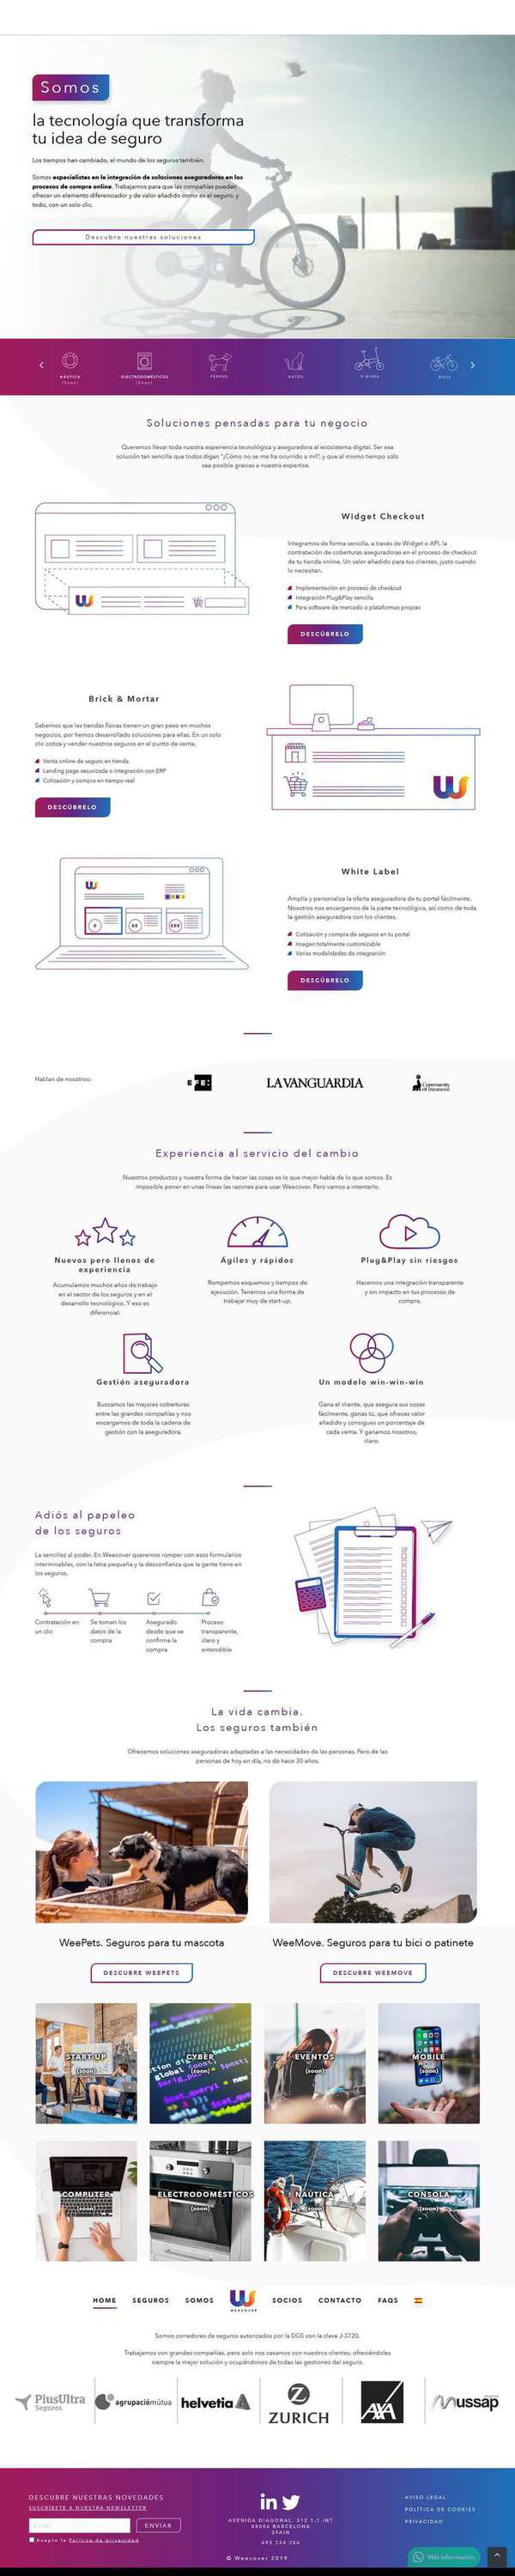 Somos
la tecnología que transforma
tu idea de seguro
Los tiempos han cambiado, el mundo de los seguros también.
Somos especialistas en la integración de soluciones aseguradoras en los
procesos de compra online. Trabajamos para que las compañías puedan
ofrecer un elemento diferenciador y de valor añadido como es el seguro, y
todo, con un solo clic.
Descubre nuestras soluciones
NÁUTICA
(Soon)
ELECTRODOMÉSTICOS
(Soon)
PERROS
GATOS
E-BIKES
BICIS
Soluciones pensadas para tu negocio
Queremos llevar toda nuestra experiencia tecnológica y aseguradora al ecosistema digital. Ser esa
solución tan sencilla que todos digan "¡Cómo no se me ha ocurrido a mí!", y que al mismo tiempo solo
sea posible gracias a nuestro expertise.
Widget Checkout
Integramos de forma sencilla, a través de Widget o API, la
contratación de coberturas aseguradoras en el proceso de checkout
de tu tienda online. Un valor añadido para tus clientes, justo cuando
lo necesitan.
Implementación en proceso de checkout
Integración Plug&Play sencilla
Para software de mercado o plataformas propias
DESCÚBRELO
Brick & Mortar
Sabemos que las tiendas físicas tienen un gran peso en muchos
negocios, por hemos desarrollado soluciones para ellas. En un solo
clic cotiza y vender nuestros seguros en el punto de venta.
Venta online de seguro en tienda
Landing page securizada o integración con ERP
Cotización y compra en tiempo real
DESCÚBRELO
White Label
Amplía y personaliza la oferta aseguradora de tu portal fácilmente.
Nosotros nos encargamos de la parte tecnológica, así como de toda
la gestión aseguradora con los clientes.
Cotización y compra de seguros en tu portal
Imagen totalmente customizable
Varias modalidades de integración
DESCÚBRELO
Hablan de nosotros:
EFE:
LA VANGUARDIA
Community
of Insurance
Experiencia al servicio del cambio
Nuestros productos y nuestra forma de hacer las cosas es lo que mejor habla de lo que somos. Es
imposible poner en unas líneas las razones para usar Weecover. Pero vamos a intentarlo.
Nuevos pero llenos de
experiencia
Acumulamos muchos años de trabajo
en el sector de los seguros y en el
desarrollo tecnológico. Y eso es
diferencial.
Ágiles y rápidos
Rompemos esquemos y tiempos de
ejecución. Tenemos una forma de
trabajar muy de start-up.
Plug&Play sin riesgos
Hacemos una integración transparente
y sin impacto en tus procesos de
compra.
Gestión aseguradora
Buscamos las mejores coberturas
entre las grandes compañías y nos
encargamos de toda la cadena de
gestión con la aseguradora.
Un modelo win-win-win
Gana el cliente, que asegura sus cosas
fácilmente, ganas tú, que ofreces valor
añadido y consigues un porcentaje de
cada venta. Y ganamos nosotros,
claro.
Adiós al papeleo
de los seguros
La sencillez al poder. En Weecover queremos romper con esos formularios
interminables, con la letra pequeña y la desconfianza que la gente tiene en
los seguros.
Contratación en
un clic
Se toman los
datos de la
compra
Asegurado
desde que se
confirma la
compra
Proceso
transparente,
claro y
entendible
La vida cambia.
Los seguros también
Ofrecemos soluciones aseguradoras adaptadas a las necesidades de las personas. Pero de las
personas de hoy en día, no de hace 30 años.
WeePets. Seguros para tu mascota
DESCUBRE WEEPETS
WeeMove. Seguros para tu bici o patinete
DESCUBRE WEEMOVE
START-UP
(soon)
CYBER
(soon)
EVENTOS
(soon)
MOBILE
(soon)
COMPUTER
(soon)
ELECTRODOMÉSTICOS
(soon)
NÁUTICA
(soon)
CONSOLA
(soon)
HOME SEGUROS SOMOS WEECOVER SOCIOS CONTACTO FAQS
Somos corredores de seguros autorizados por la DGS con la clave J-3720.
Trabajamos con grandes compañías, pero solo nos casamos con nuestros clientes, ofreciéndoles
siempre la mejor solución y ocupándonos de todas las gestiones del seguro.
PlusUltra
Seguros
agrupaciómútua
helvetia
ZURICH
AXA
Mussap
DESCUBRE NUESTRAS NOVEDADES
SUSCRÍBETE A NUESTRA NEWSLETTER
Email
ENVIAR
Acepto la Política de privacidad
in
AVENIDA DIAGONAL, 512 1.1 INT
08006 BARCELONA
SPAIN
© Weecover 2019
AVISO LEGAL
POLÍTICA DE COOKIES
PRIVACIDAD
Más información